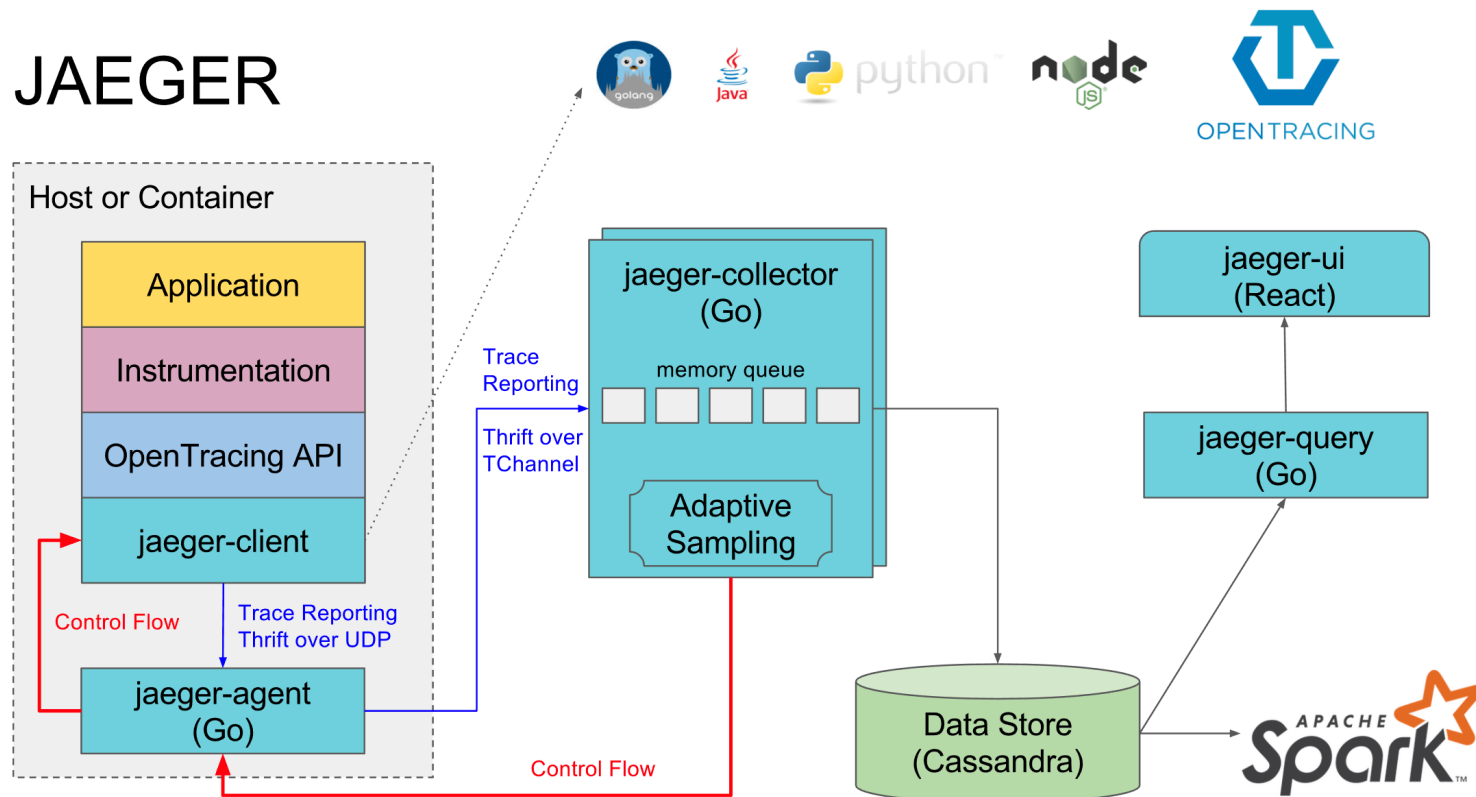 JAEGER
golang
Java
python
node
JS
OPENTRACING
Host or Container
Application
Instrumentation
OpenTracing API
jaeger-client
Control Flow
Trace Reporting
Thrift over UDP
jaeger-agent
(Go)
Trace
Reporting
Thrift over
TChannel
jaeger-collector
(Go)
memory queue
Adaptive
Sampling
Control Flow
Data Store
(Cassandra)
jaeger-ui
(React)
jaeger-query
(Go)
APACHE
Spark
TM